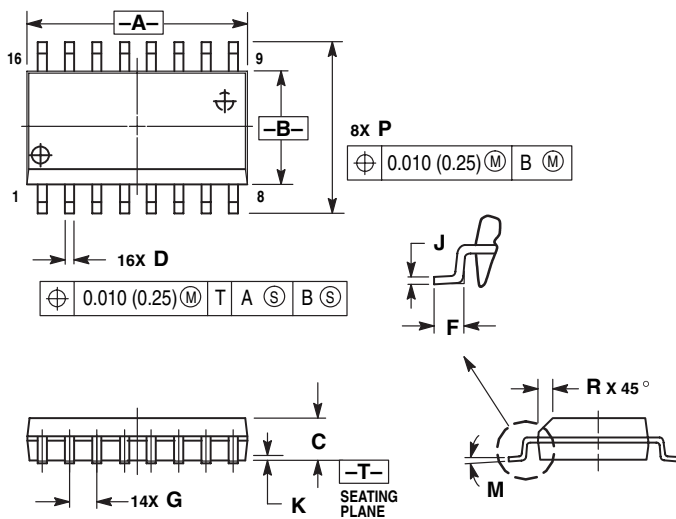 –A–
16 9
–B–
8X P
⌖ 0.010 (0.25) Ⓜ B Ⓜ
1 8
16X D
J
⌖ 0.010 (0.25) Ⓜ T A Ⓢ B Ⓢ
F
R X 45°
C
–T–
14X G
K
SEATING
PLANE
M